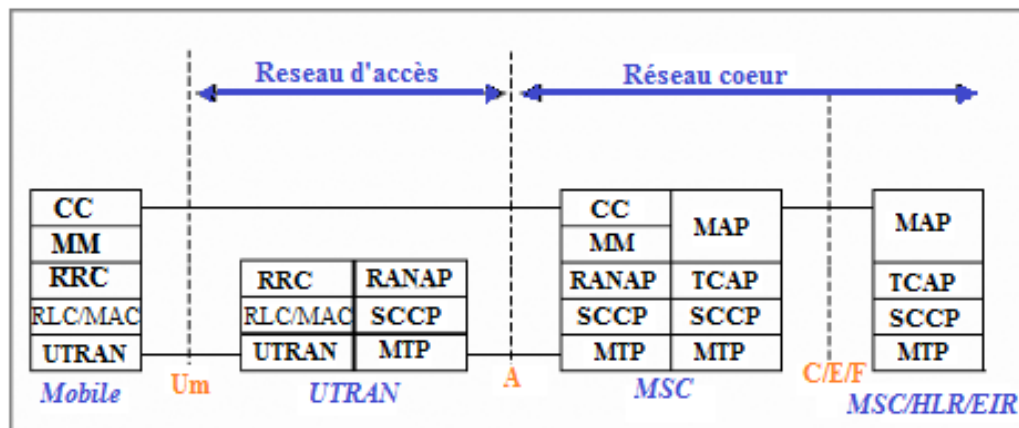 Reseau d'accès Réseau coeur
CC CC MAP MAP
MM MM
RRC RRC RANAP RANAP TCAP TCAP
RLC/MAC RLC/MAC SCCP SCCP SCCP SCCP
UTRAN UTRAN MTP MTP MTP MTP
Mobile Um UTRAN A MSC C/E/F MSC/HLR/EIR